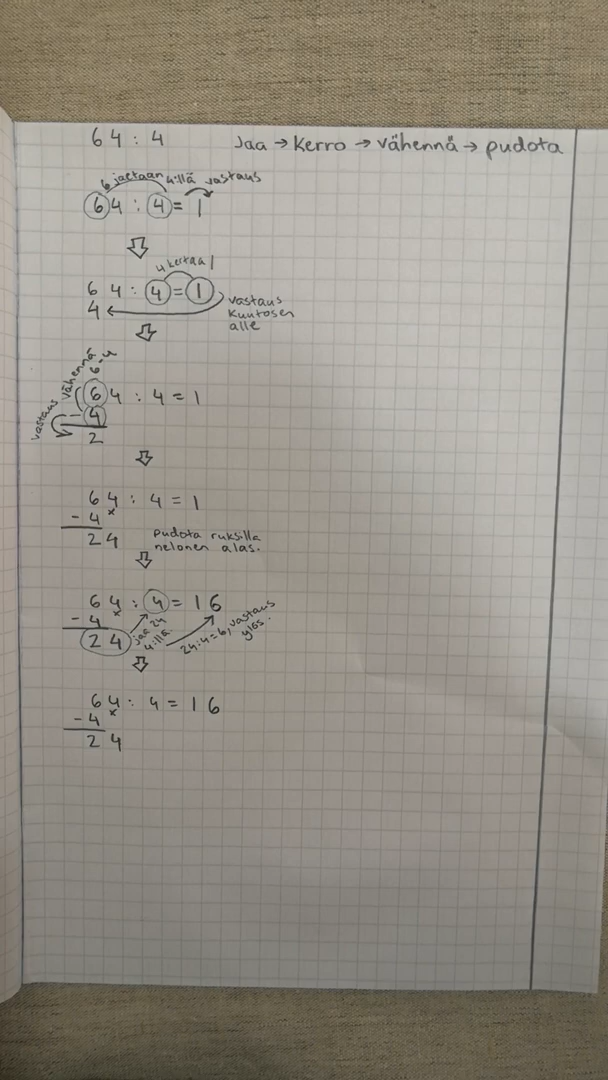 64 : 4 Jaa → Kerro → vähennä → pudota
6 jaetaan 4:llä vastaus
64 : 4 = 1
4 kertaa 1
64 : 4 = 1
4 vastaus
kuutosen
alle
vastaus
vähennä
6-4
64 : 4 = 1
- 4
2
64 : 4 = 1
- 4 x
24 pudota ruksilla
nelonen alas.
64 : 4 = 16
- 4 x
24 jaa 24
4:llä.
24:4=6, vastaus
ylös.
64 : 4 = 16
- 4 x
24